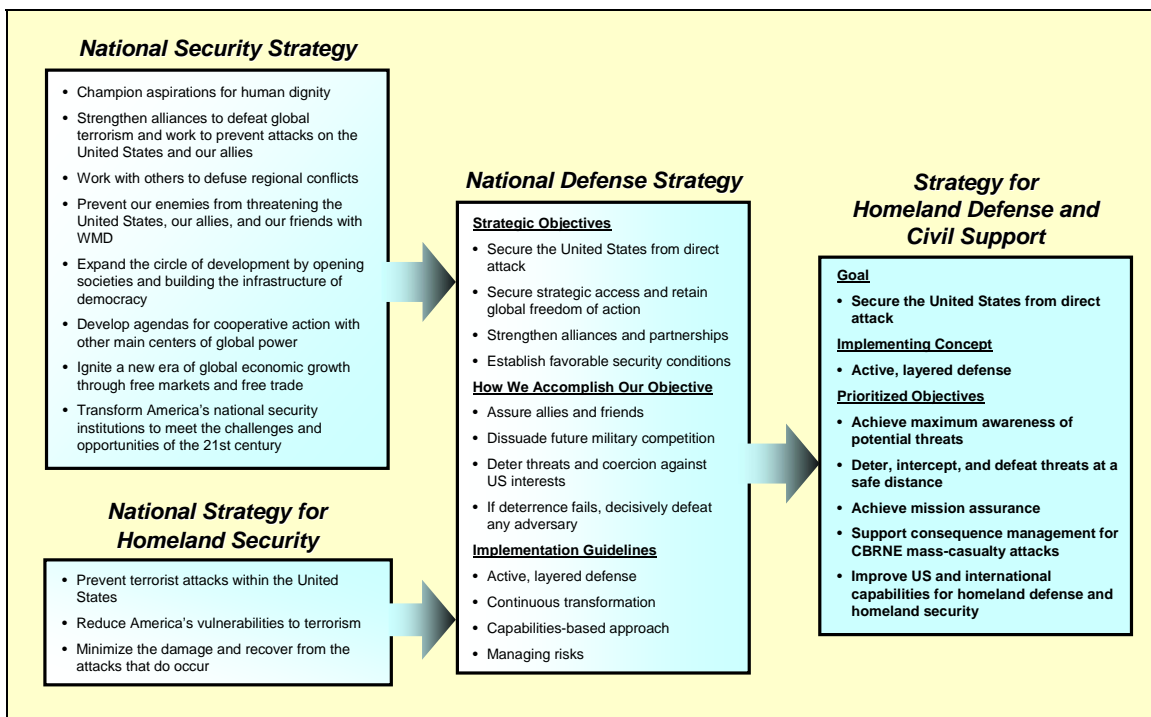 National Security Strategy
• Champion aspirations for human dignity
• Strengthen alliances to defeat global
terrorism and work to prevent attacks on the
United States and our allies
• Work with others to defuse regional conflicts
• Prevent our enemies from threatening the
United States, our allies, and our friends with
WMD
• Expand the circle of development by opening
societies and building the infrastructure of
democracy
• Develop agendas for cooperative action with
other main centers of global power
• Ignite a new era of global economic growth
through free markets and free trade
• Transform America's national security
institutions to meet the challenges and
opportunities of the 21st century
National Strategy for
Homeland Security
• Prevent terrorist attacks within the United
States
• Reduce America's vulnerabilities to terrorism
• Minimize the damage and recover from the
attacks that do occur
National Defense Strategy
Strategic Objectives
• Secure the United States from direct
attack
• Secure strategic access and retain
global freedom of action
• Strengthen alliances and partnerships
• Establish favorable security conditions
How We Accomplish Our Objective
• Assure allies and friends
• Dissuade future military competition
• Deter threats and coercion against
US interests
• If deterrence fails, decisively defeat
any adversary
Implementation Guidelines
• Active, layered defense
• Continuous transformation
• Capabilities-based approach
• Managing risks
Strategy for
Homeland Defense and
Civil Support
Goal
• Secure the United States from direct
attack
Implementing Concept
• Active, layered defense
Prioritized Objectives
• Achieve maximum awareness of
potential threats
• Deter, intercept, and defeat threats at a
safe distance
• Achieve mission assurance
• Support consequence management for
CBRNE mass-casualty attacks
• Improve US and international
capabilities for homeland defense and
homeland security